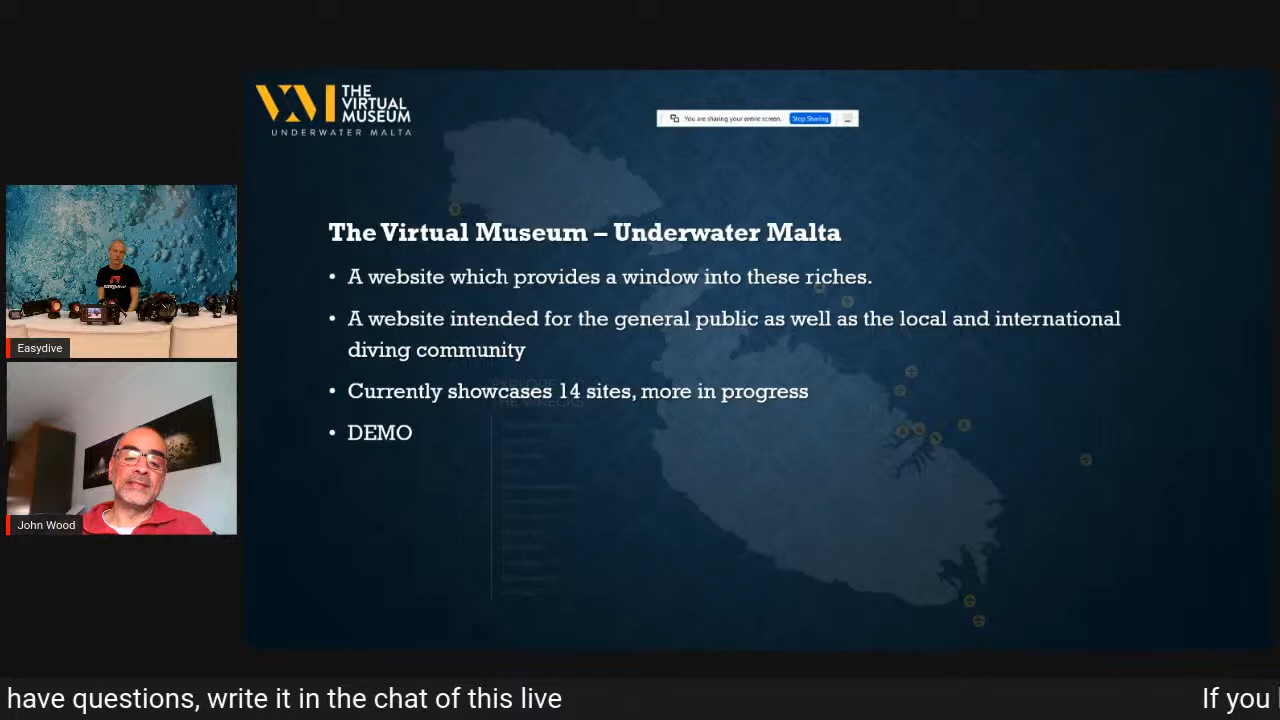 THE
VIRTUAL
MUSEUM
UNDERWATER MALTA
You are sharing your entire screen.
Stop Sharing
The Virtual Museum – Underwater Malta
• A website which provides a window into these riches.
• A website intended for the general public as well as the local and international
diving community
• Currently showcases 14 sites, more in progress
• DEMO
Easydive
John Wood
have questions, write it in the chat of this live
If you